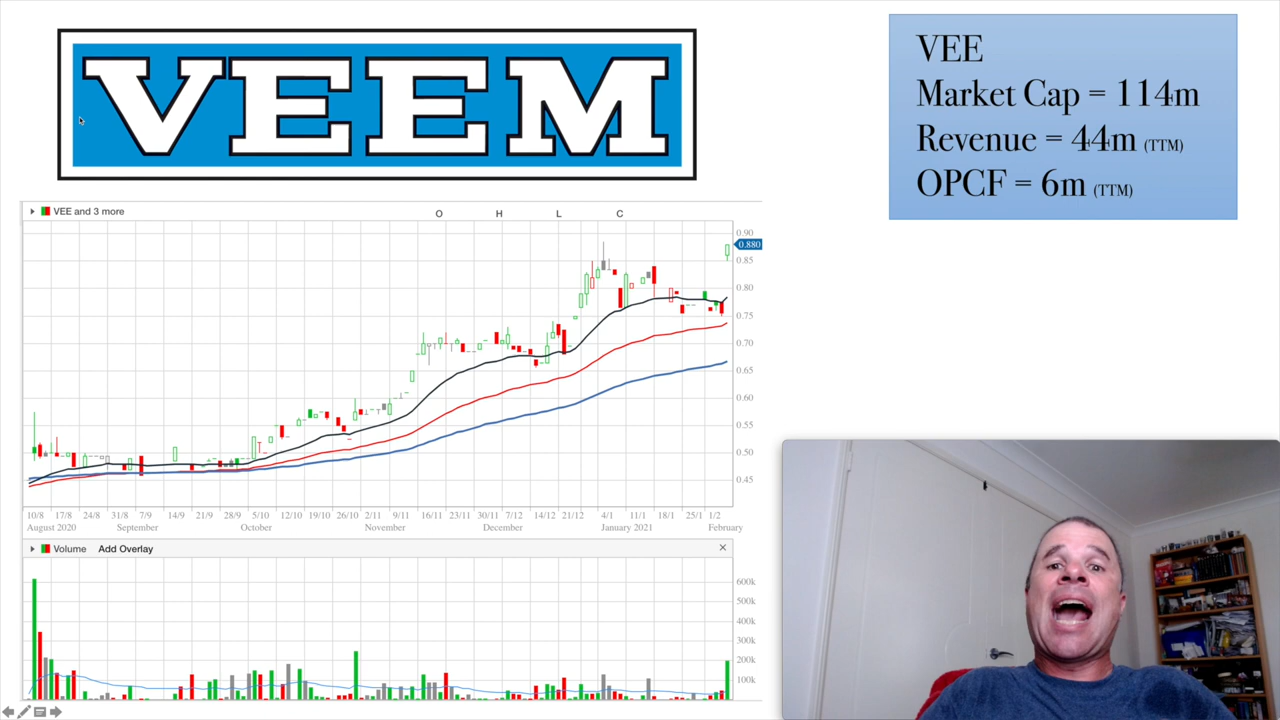 VEEM
VEE
Market Cap = 114m
Revenue = 44m (TTM)
OPCF = 6m (TTM)
VEE and 3 more
O H L C
0.90
0.880
0.85
0.80
0.75
0.70
0.65
0.60
0.55
0.50
0.45
10/8 17/8 24/8 31/8 7/9 14/9 21/9 28/9 5/10 12/10 19/10 26/10 2/11 9/11 16/11 23/11 30/11 7/12 14/12 21/12 4/1 11/1 18/1 25/1 1/2
August 2020 September October November December January 2021 February
Volume Add Overlay
600k
500k
400k
300k
200k
100k